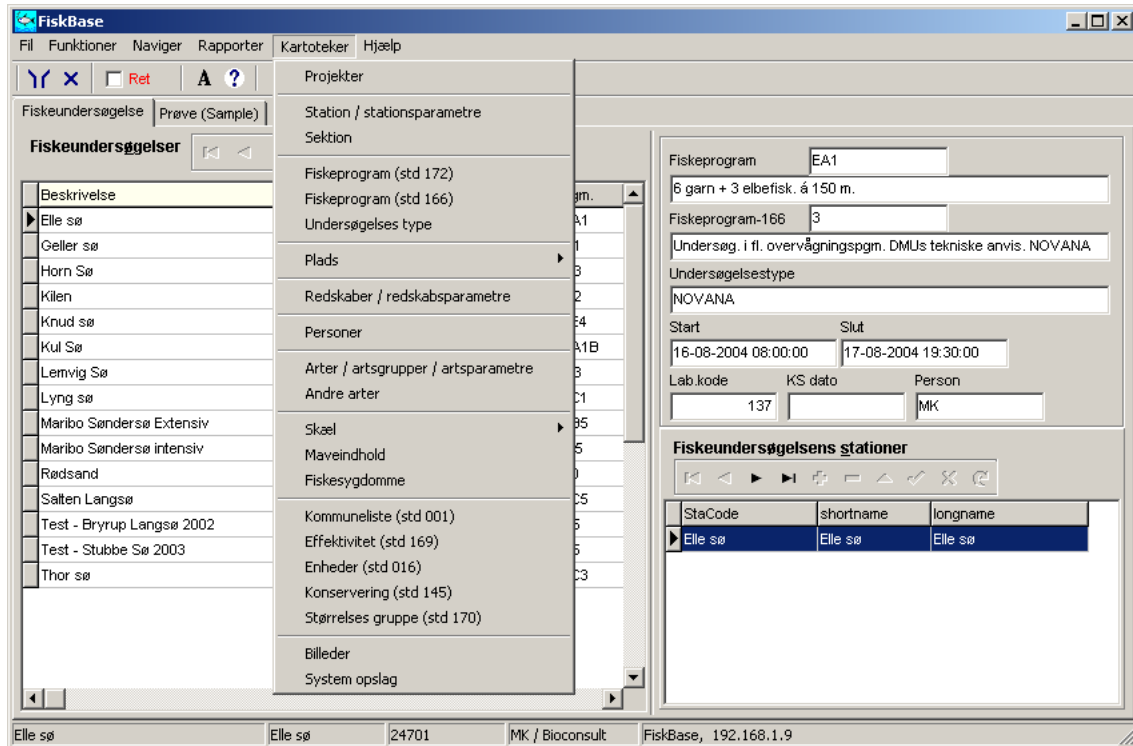 FiskBase
Fil Funktioner Naviger Rapporter Kartoteker Hjælp
Ret A ?
Fiskeundersøgelse Prøve (Sample)
Fiskeundersøgelser
Beskrivelse
Elle sø
Geller sø
Horn Sø
Kilen
Knud sø
Kul Sø
Lemvig Sø
Lyng sø
Maribo Søndersø Extensiv
Maribo Søndersø intensiv
Rødsand
Salten Langsø
Test - Bryrup Langsø 2002
Test - Stubbe Sø 2003
Thor sø
Projekter
Station / stationsparametre
Sektion
Fiskeprogram (std 172)
Fiskeprogram (std 166)
Undersøgelses type
Plads
Redskaber / redskabsparametre
Personer
Arter / artsgrupper / artsparametre
Andre arter
Skæl
Maveindhold
Fiskesygdomme
Kommuneliste (std 001)
Effektivitet (std 169)
Enheder (std 016)
Konservering (std 145)
Størrelses gruppe (std 170)
Billeder
System opslag
Fiskeprogram EA1
6 garn + 3 elbefisk. á 150 m.
Fiskeprogram-166 3
Undersøg. i fl. overvågningspgm. DMUs tekniske anvis. NOVANA
Undersøgelsestype
NOVANA
Start Slut
16-08-2004 08:00:00 17-08-2004 19:30:00
Lab.kode KS dato Person
137 MK
Fiskeundersøgelsens stationer
StaCode shortname longname
Elle sø Elle sø Elle sø
Elle sø Elle sø 24701 MK / Bioconsult FiskBase, 192.168.1.9